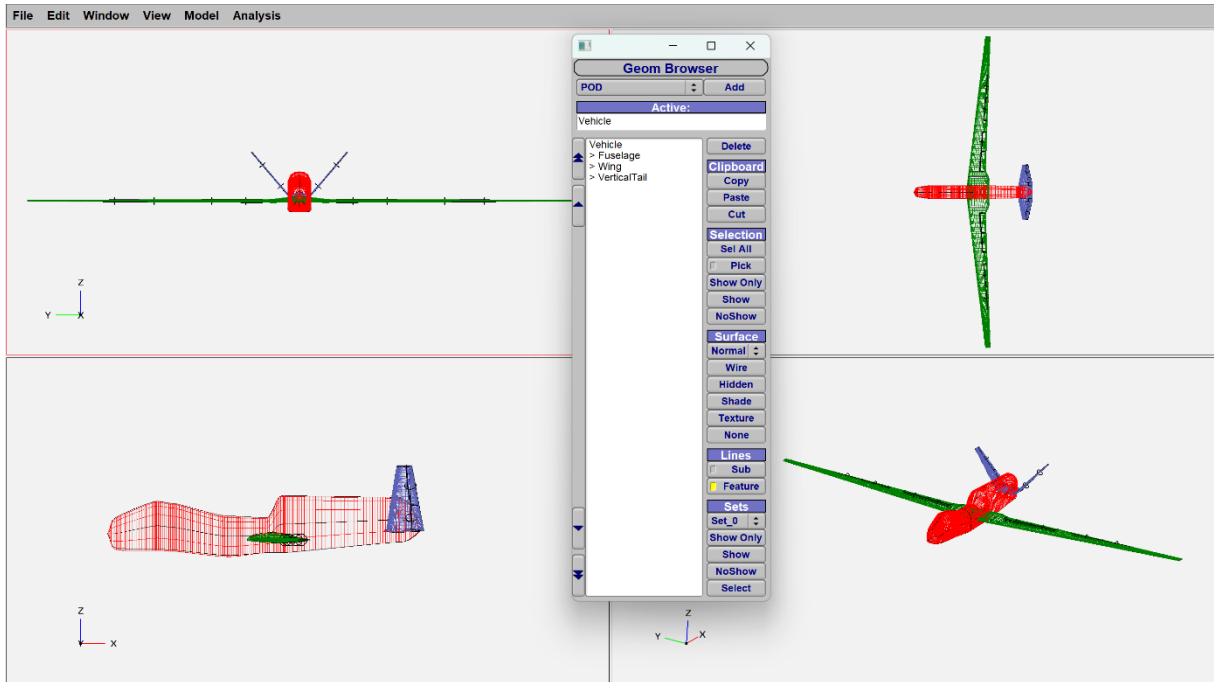 File Edit Window View Model Analysis
Geom Browser
POD Add
Active:
Vehicle
Vehicle
> Fuselage
> Wing
> VerticalTail
Delete
Clipboard
Copy
Paste
Cut
Selection
Sel All
Pick
Show Only
Show
NoShow
Surface
Normal
Wire
Hidden
Shade
Texture
None
Lines
Sub
Feature
Sets
Set_0
Show Only
Show
NoShow
Select
Z
Y X
Z
X
Z
Y X